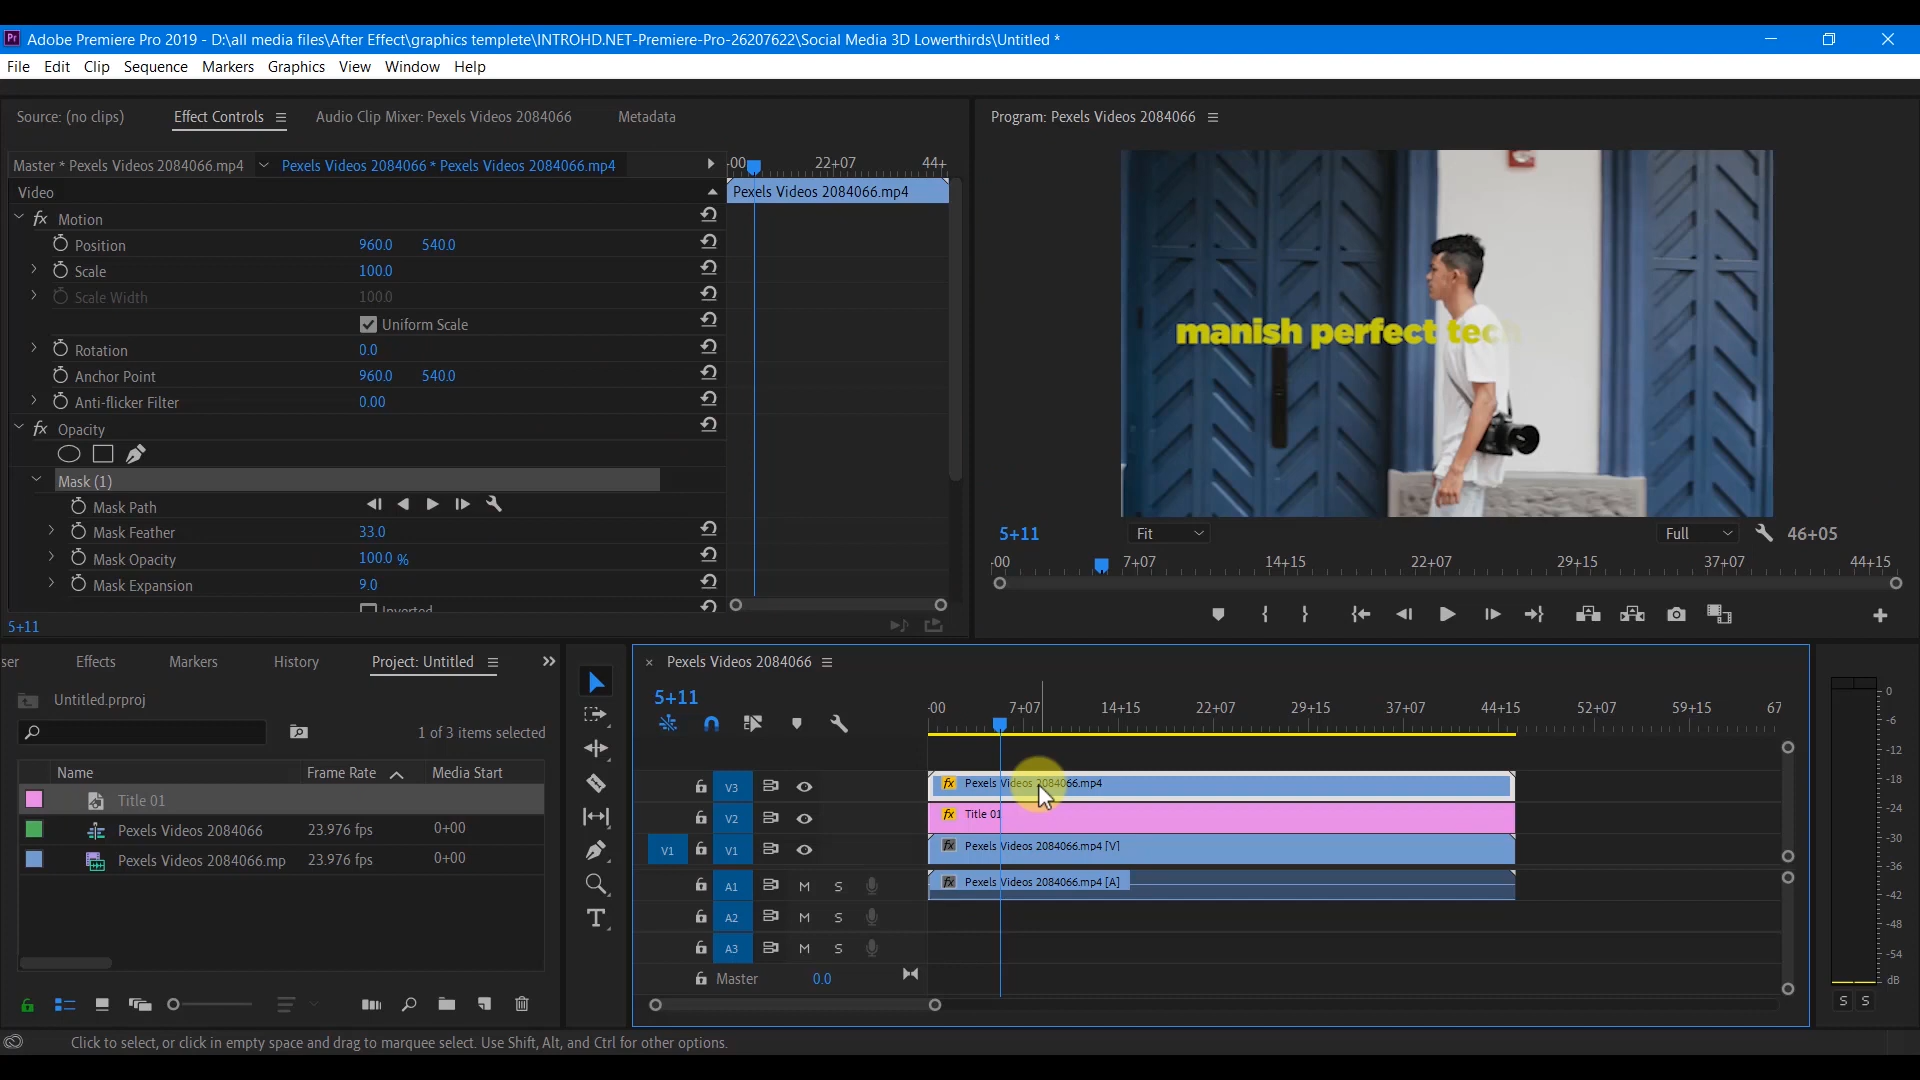 Pr Adobe Premiere Pro 2019 - D:\all media files\After Effect\graphics templete\INTROHD.NET-Premiere-Pro-26207622\Social Media 3D Lowerthirds\Untitled *
File Edit Clip Sequence Markers Graphics View Window Help
Source: (no clips) Effect Controls Audio Clip Mixer: Pexels Videos 2084066 Metadata
Program: Pexels Videos 2084066
Master * Pexels Videos 2084066.mp4 Pexels Videos 2084066 * Pexels Videos 2084066.mp4
:00 22+07 44+
Video
Pexels Videos 2084066.mp4
fx Motion
Position 960.0 540.0
Scale 100.0
Scale Width 100.0
Uniform Scale
Rotation 0.0
Anchor Point 960.0 540.0
Anti-flicker Filter 0.00
fx Opacity
Mask (1)
Mask Path
Mask Feather 33.0
Mask Opacity 100.0 %
Mask Expansion 9.0
Inverted
5+11
manish perfect tech
5+11 Fit Full 46+05
:00 7+07 14+15 22+07 29+15 37+07 44+15
ser Effects Markers History Project: Untitled
Untitled.prproj
1 of 3 items selected
Name Frame Rate Media Start
Title 01
Pexels Videos 2084066 23.976 fps 0+00
Pexels Videos 2084066.mp 23.976 fps 0+00
× Pexels Videos 2084066
5+11
:00 7+07 14+15 22+07 29+15 37+07 44+15 52+07 59+15 67
V3 fx Pexels Videos 2084066.mp4
V2 fx Title 01
V1 V1 fx Pexels Videos 2084066.mp4 [V]
A1 M S fx Pexels Videos 2084066.mp4 [A]
A2 M S
A3 M S
Master 0.0
0
-6
-12
-18
-24
-30
-36
-42
-48
-54
dB
S S
Click to select, or click in empty space and drag to marquee select. Use Shift, Alt, and Ctrl for other options.